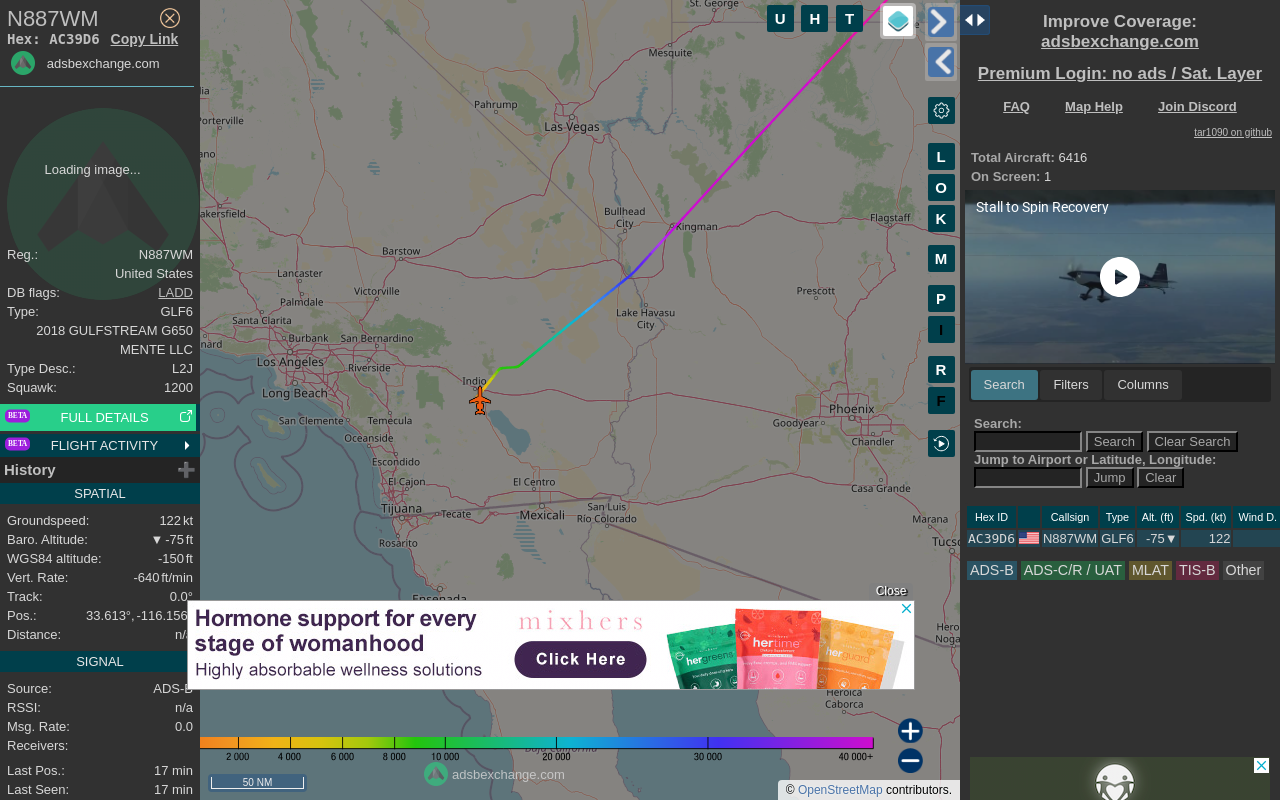 N887WM
Hex: AC39D6 Copy Link
adsbexchange.com
Loading image...
Reg.: N887WM
United States
DB flags: LADD
Type: GLF6
2018 GULFSTREAM G650
MENTE LLC
Type Desc.: L2J
Squawk: 1200
BETA FULL DETAILS
BETA FLIGHT ACTIVITY
History
SPATIAL
Groundspeed: 122 kt
Baro. Altitude: ▼ -75 ft
WGS84 altitude: -150 ft
Vert. Rate: -640 ft/min
Track: 0.0°
Pos.: 33.613°, -116.156
Distance: n/a
SIGNAL
Source: ADS-B
RSSI: n/a
Msg. Rate: 0.0
Receivers:
Last Pos.: 17 min
Last Seen: 17 min
St. George
Mesquite
Pahrump
Las Vegas
Porterville
akersfield
Bullhead
City
Kingman
Flagstaff
Barstow
Lancaster
Victorville
Palmdale
Prescott
Santa Clarita
Lake Havasu
City
nard
Burbank
San Bernardino
Los Angeles
Riverside
Indio
Long Beach
San Clemente
Temecula
Phoenix
Goodyear
Oceanside
Chandler
Escondido
El Cajon
El Centro
Casa Grande
Tijuana
Tecate
Mexicali
San Luis
Río Colorado
Marana
Rosarito
Tucso
Ensenada
Hero
Noga
Heroica
Caborca
Baja California
U H T
L
O
K
M
P
I
R
F
Close
Hormone support for every
stage of womanhood
Highly absorbable wellness solutions
mixhers
Click Here
hergreens
hertime
herguard
2 000 4 000 6 000 8 000 10 000 20 000 30 000 40 000+
adsbexchange.com
50 NM
© OpenStreetMap contributors.
Improve Coverage:
adsbexchange.com
Premium Login: no ads / Sat. Layer
FAQ Map Help Join Discord
tar1090 on github
Total Aircraft: 6416
On Screen: 1
Stall to Spin Recovery
Search Filters Columns
Search:
Search Clear Search
Jump to Airport or Latitude, Longitude:
Jump Clear
Hex ID Callsign Type Alt. (ft) Spd. (kt) Wind D.
AC39D6 N887WM GLF6 -75▼ 122
ADS-B ADS-C/R / UAT MLAT TIS-B Other